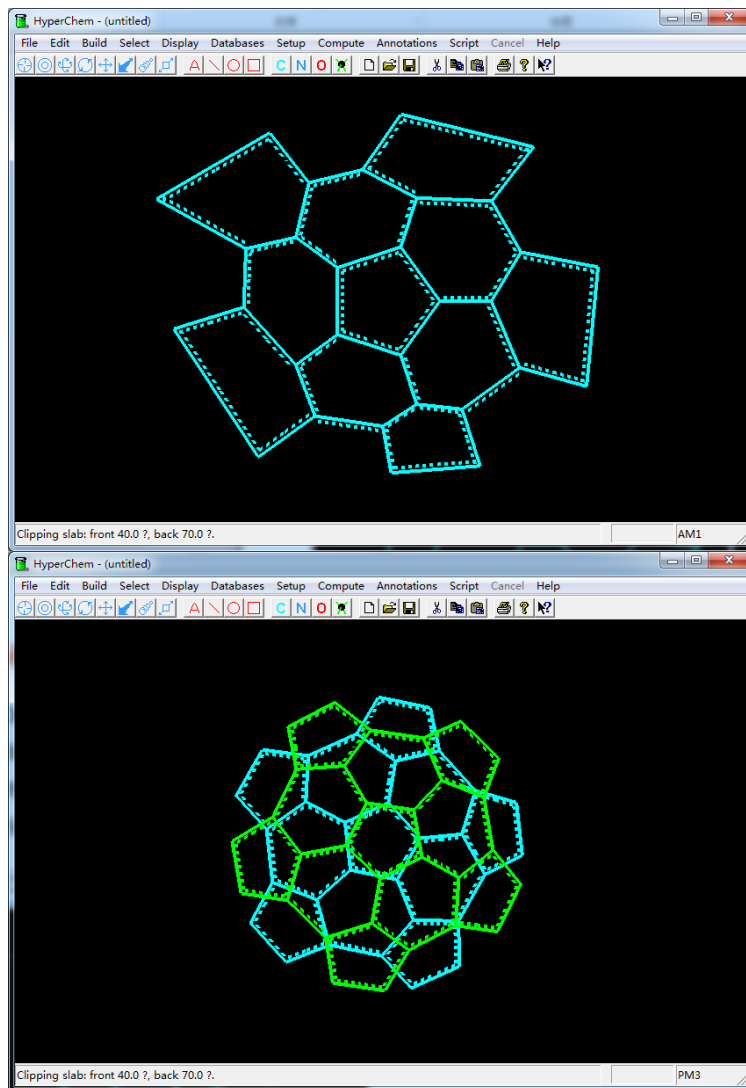 HyperChem - (untitled)
File Edit Build Select Display Databases Setup Compute Annotations Script Cancel Help
A C N O
Clipping slab: front 40.0 ?, back 70.0 ?. AM1
HyperChem - (untitled)
File Edit Build Select Display Databases Setup Compute Annotations Script Cancel Help
A C N O
Clipping slab: front 40.0 ?, back 70.0 ?. PM3